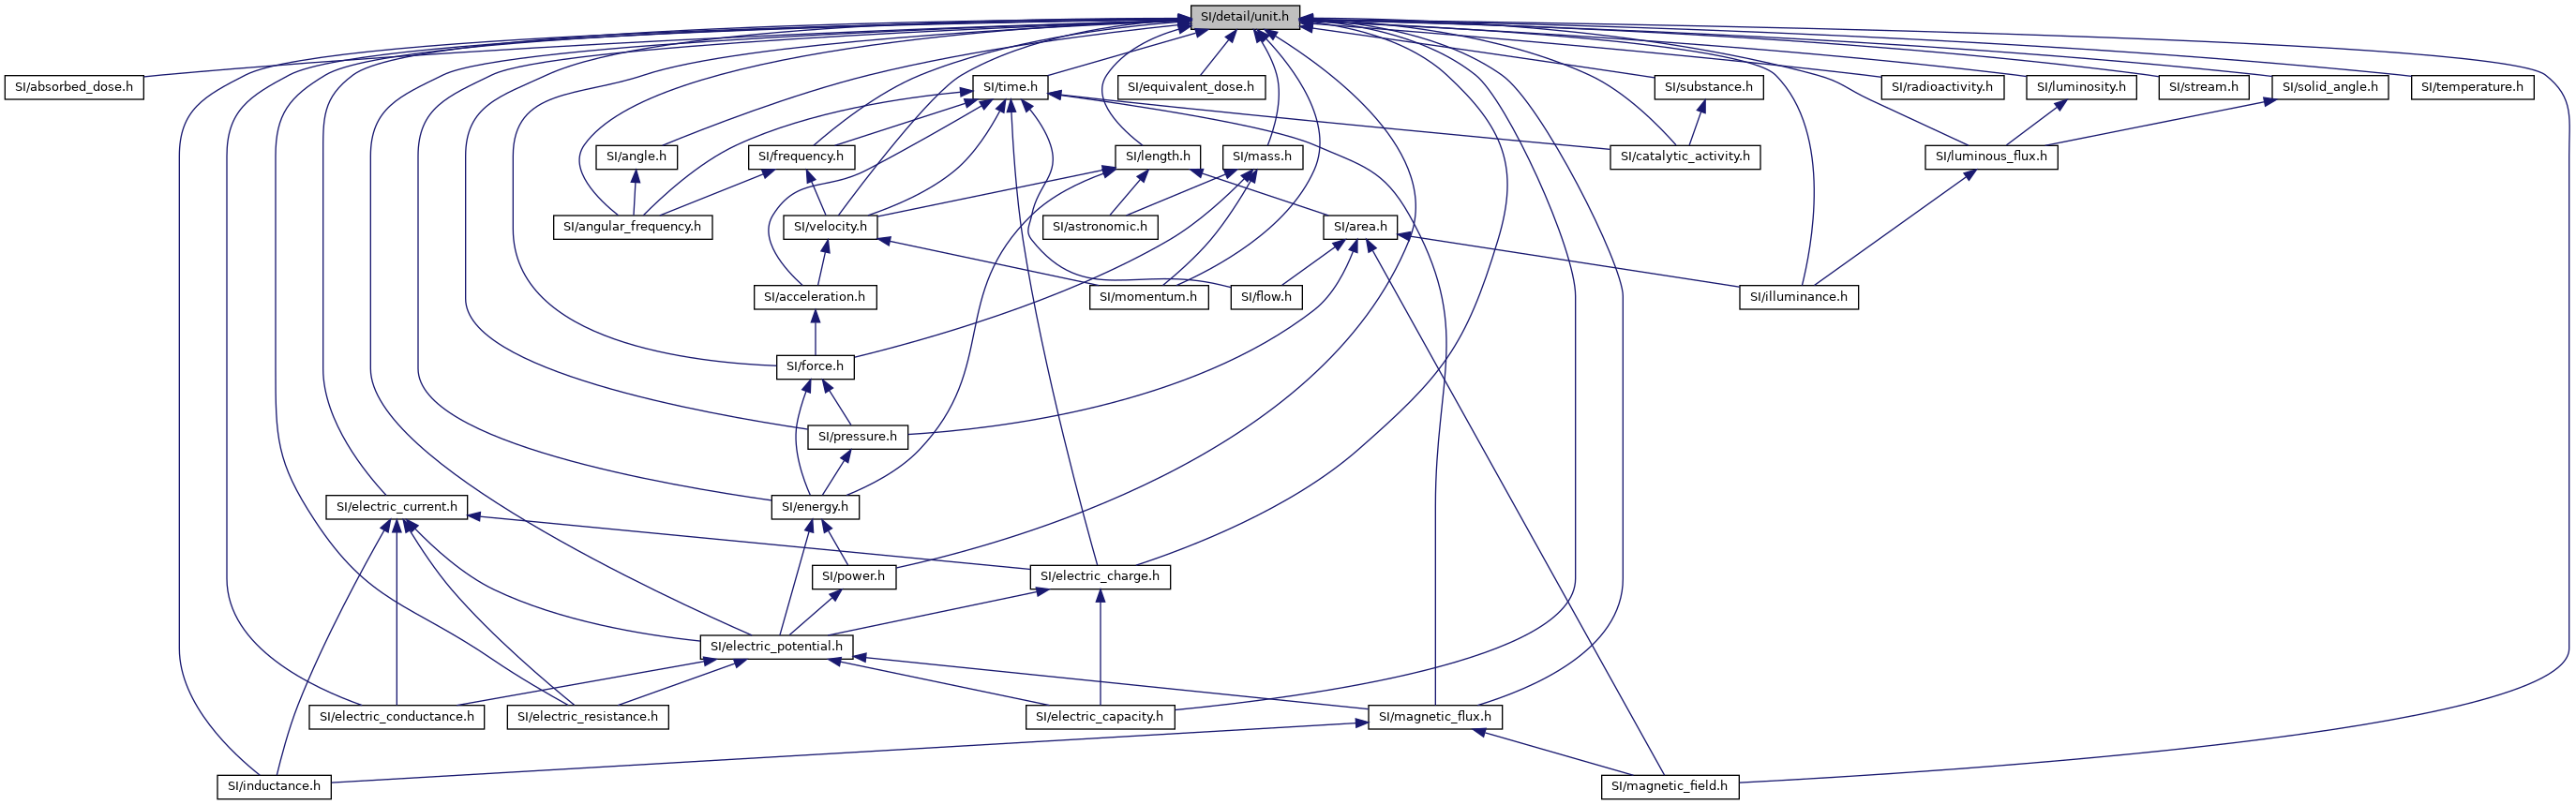 SI/detail/unit.h
SI/absorbed_dose.h
SI/time.h
SI/equivalent_dose.h
SI/substance.h
SI/radioactivity.h
SI/luminosity.h
SI/stream.h
SI/solid_angle.h
SI/temperature.h
SI/angle.h
SI/frequency.h
SI/length.h
SI/mass.h
SI/catalytic_activity.h
SI/luminous_flux.h
SI/angular_frequency.h
SI/velocity.h
SI/astronomic.h
SI/area.h
SI/acceleration.h
SI/momentum.h
SI/flow.h
SI/illuminance.h
SI/force.h
SI/pressure.h
SI/electric_current.h
SI/energy.h
SI/power.h
SI/electric_charge.h
SI/electric_potential.h
SI/electric_conductance.h
SI/electric_resistance.h
SI/electric_capacity.h
SI/magnetic_flux.h
SI/inductance.h
SI/magnetic_field.h